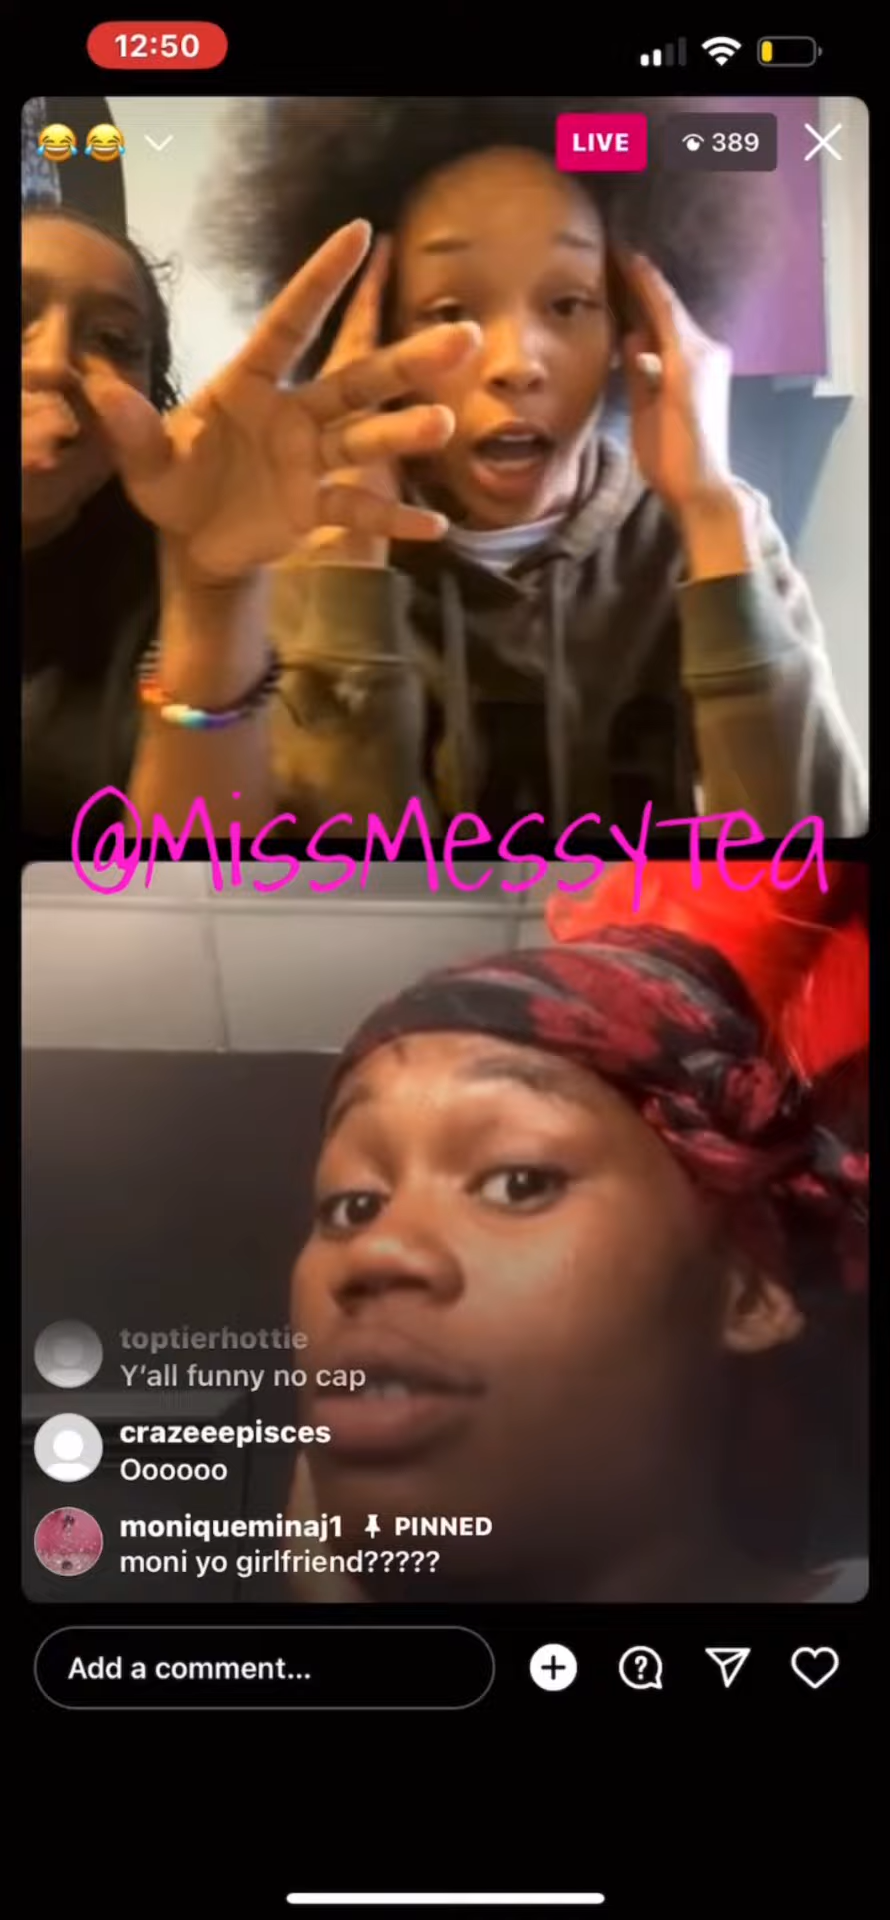 12:50
😂😂
LIVE
389
@MissMessyTea
toptierhottie
Y'all funny no cap
crazeeepisces
Oooooo
moniqueminaj1 PINNED
moni yo girlfriend?????
Add a comment...